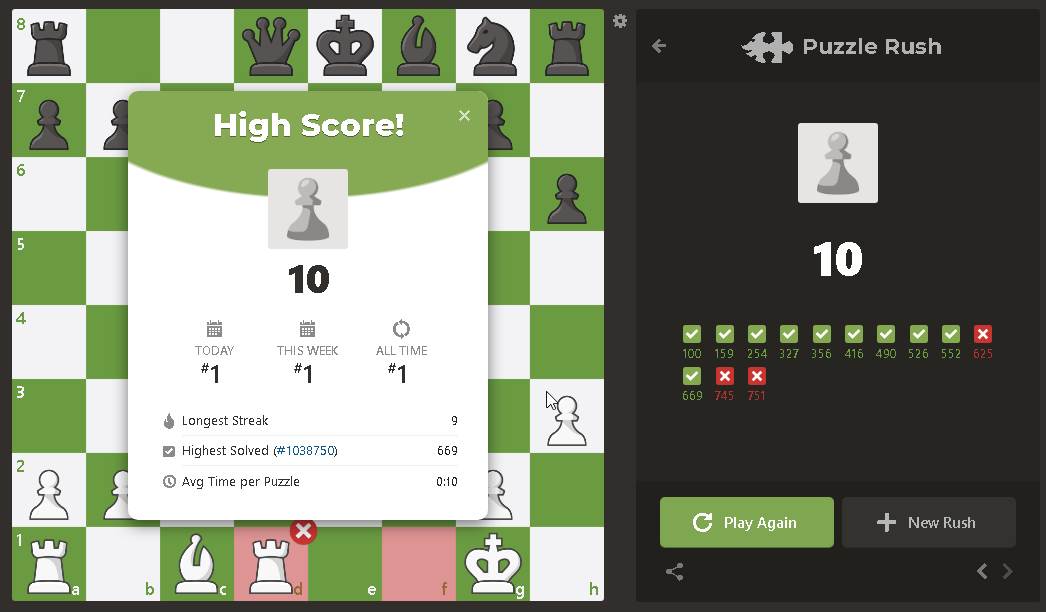 8
7
6
5
4
3
2
1
a b c d e f g h
High Score!
10
TODAY THIS WEEK ALL TIME
#1 #1 #1
Longest Streak 9
Highest Solved (#1038750) 669
Avg Time per Puzzle 0:10
Puzzle Rush
10
100 159 254 327 356 416 490 526 552 625
669 745 751
Play Again New Rush